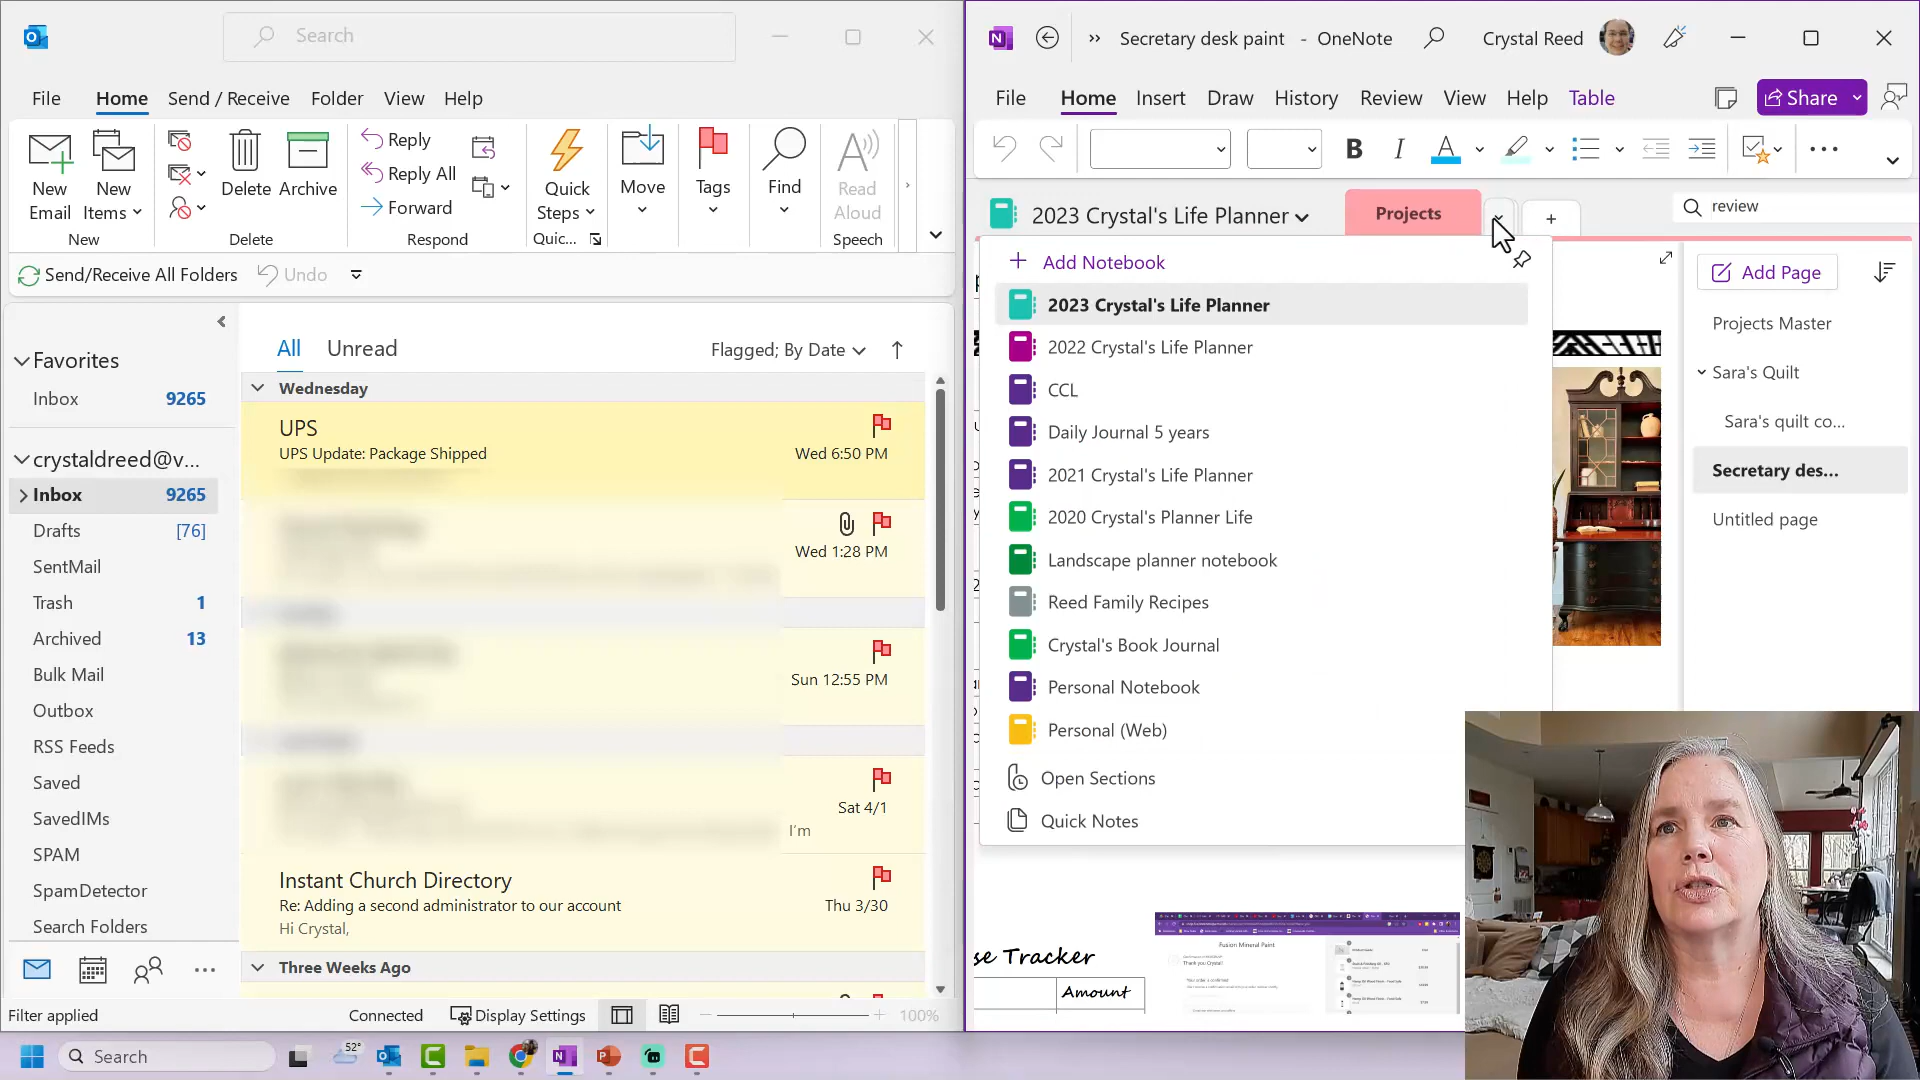 Search
File Home Send / Receive Folder View Help
New Email
New Items
Delete
Archive
Reply
Reply All
Forward
Quick Steps
Move
Tags
Find
Read Aloud
New
Delete
Respond
Quic...
Speech
Send/Receive All Folders
Undo
Favorites
Inbox 9265
crystaldreed@v...
Inbox 9265
Drafts [76]
SentMail
Trash 1
Archived 13
Bulk Mail
Outbox
RSS Feeds
Saved
SavedIMs
SPAM
SpamDetector
Search Folders
All Unread
Flagged; By Date
Wednesday
UPS
UPS Update: Package Shipped
Wed 6:50 PM
Wed 1:28 PM
Sun 12:55 PM
Sat 4/1
I'm
Instant Church Directory
Re: Adding a second administrator to our account
Thu 3/30
Hi Crystal,
Three Weeks Ago
Filter applied
Connected
Display Settings
100%
Secretary desk paint - OneNote
Crystal Reed
File Home Insert Draw History Review View Help Table
Share
2023 Crystal's Life Planner
Projects
review
Add Notebook
2023 Crystal's Life Planner
2022 Crystal's Life Planner
CCL
Daily Journal 5 years
2021 Crystal's Life Planner
2020 Crystal's Planner Life
Landscape planner notebook
Reed Family Recipes
Crystal's Book Journal
Personal Notebook
Personal (Web)
Open Sections
Quick Notes
Add Page
Projects Master
Sara's Quilt
Sara's quilt co...
Secretary des...
Untitled page
se Tracker
Amount
Fusion Mineral Paint
Thank you Crystal!
Search
52°